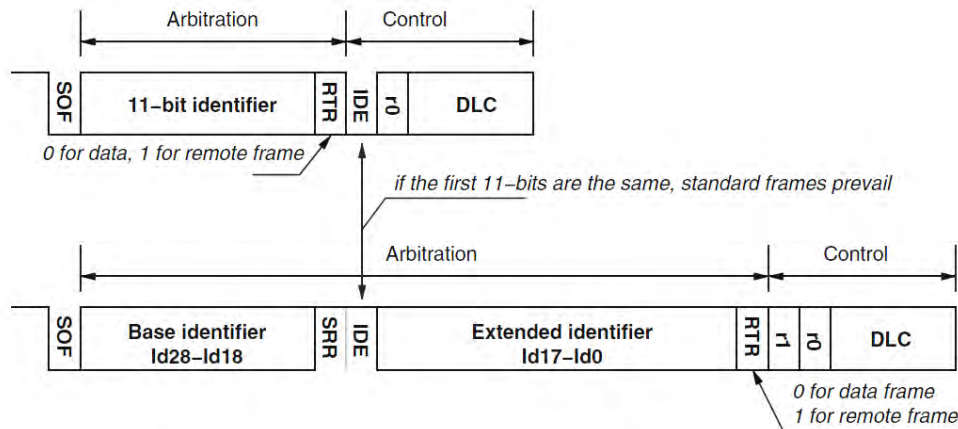 Arbitration Control
SOF 11–bit identifier RTR IDE r0 DLC
0 for data, 1 for remote frame
if the first 11–bits are the same, standard frames prevail
Arbitration Control
SOF Base identifier SRR IDE Extended identifier RTR r1 r0 DLC
Id28–Id18 Id17–Id0
0 for data frame
1 for remote frame